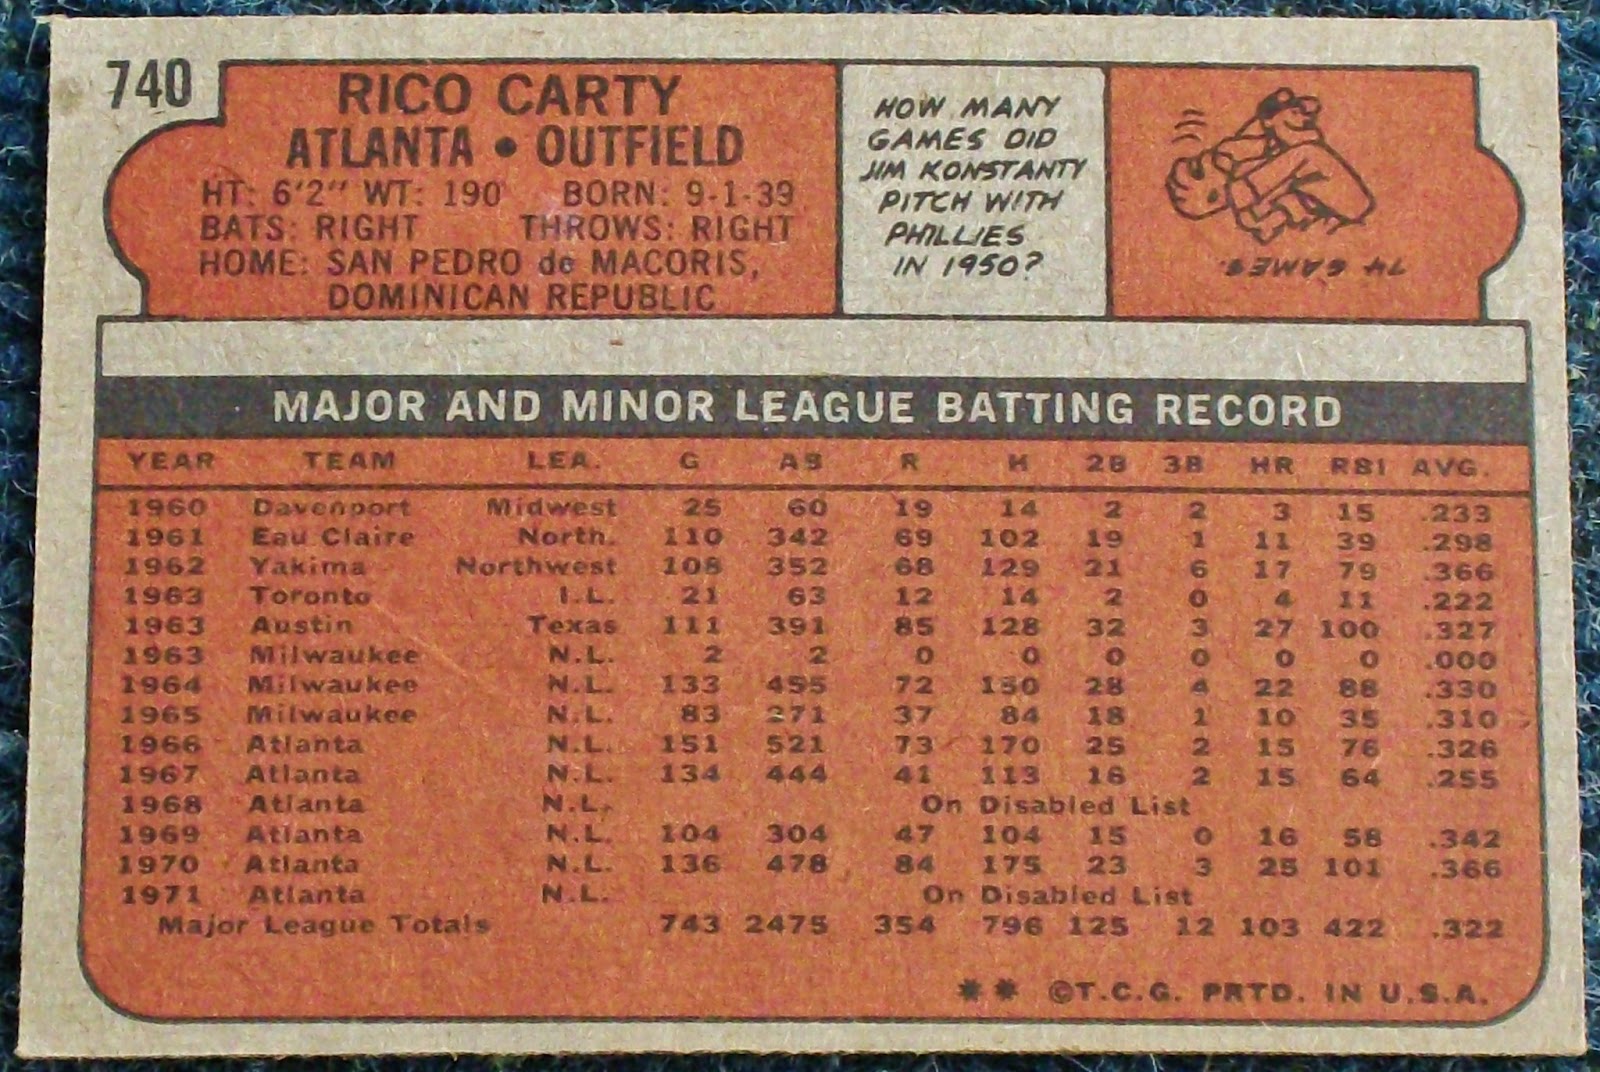 740
RICO CARTY
ATLANTA • OUTFIELD
HT: 6'2" WT: 190 BORN: 9-1-39
BATS: RIGHT THROWS: RIGHT
HOME: SAN PEDRO de MACORIS,
DOMINICAN REPUBLIC
HOW MANY
GAMES DID
JIM KONSTANTY
PITCH WITH
PHILLIES
IN 1950?
74 GAMES.
MAJOR AND MINOR LEAGUE BATTING RECORD
YEAR TEAM LEA. G AB R H 2B 3B HR RBI AVG.
1960 Davenport Midwest 25 60 19 14 2 2 3 15 .233
1961 Eau Claire North. 110 342 69 102 19 1 11 39 .298
1962 Yakima Northwest 108 352 68 129 21 6 17 79 .366
1963 Toronto I.L. 21 63 12 14 2 0 4 11 .222
1963 Austin Texas 111 391 85 128 32 3 27 100 .327
1963 Milwaukee N.L. 2 2 0 0 0 0 0 0 .000
1964 Milwaukee N.L. 133 455 72 150 28 4 22 88 .330
1965 Milwaukee N.L. 83 271 37 84 18 1 10 35 .310
1966 Atlanta N.L. 151 521 73 170 25 2 15 76 .326
1967 Atlanta N.L. 134 444 41 113 16 2 15 64 .255
1968 Atlanta N.L. On Disabled List
1969 Atlanta N.L. 104 304 47 104 15 0 16 58 .342
1970 Atlanta N.L. 136 478 84 175 23 3 25 101 .366
1971 Atlanta N.L. On Disabled List
Major League Totals 743 2475 354 796 125 12 103 422 .322
** ©T.C.G. PRTD. IN U.S.A.